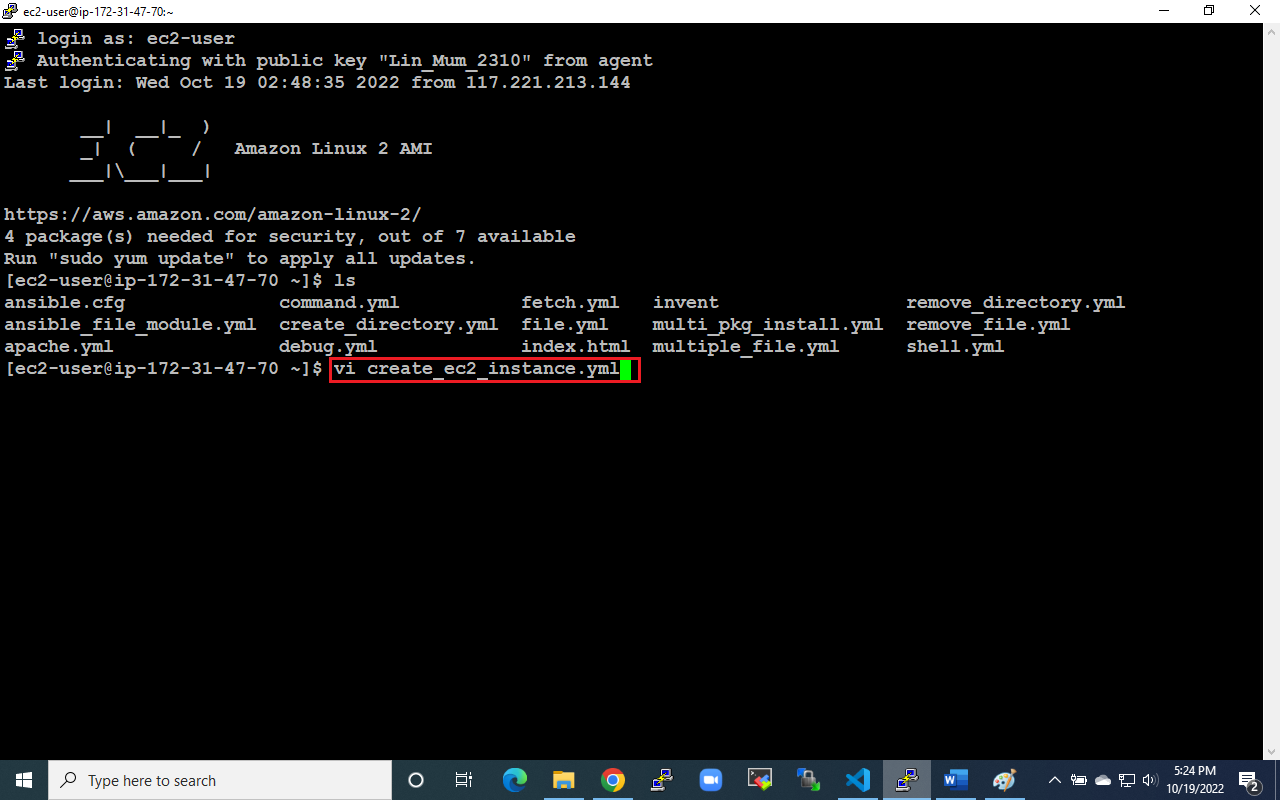 ec2-user@ip-172-31-47-70:~
login as: ec2-user
Authenticating with public key "Lin_Mum_2310" from agent
Last login: Wed Oct 19 02:48:35 2022 from 117.221.213.144
__|  __|_  )
_|  (     /   Amazon Linux 2 AMI
___|\___|___|
https://aws.amazon.com/amazon-linux-2/
4 package(s) needed for security, out of 7 available
Run "sudo yum update" to apply all updates.
[ec2-user@ip-172-31-47-70 ~]$ ls
ansible.cfg              command.yml           fetch.yml   invent                 remove_directory.yml
ansible_file_module.yml  create_directory.yml  file.yml    multi_pkg_install.yml  remove_file.yml
apache.yml               debug.yml             index.html  multiple_file.yml      shell.yml
[ec2-user@ip-172-31-47-70 ~]$ vi create_ec2_instance.yml
Type here to search
5:24 PM
10/19/2022
2